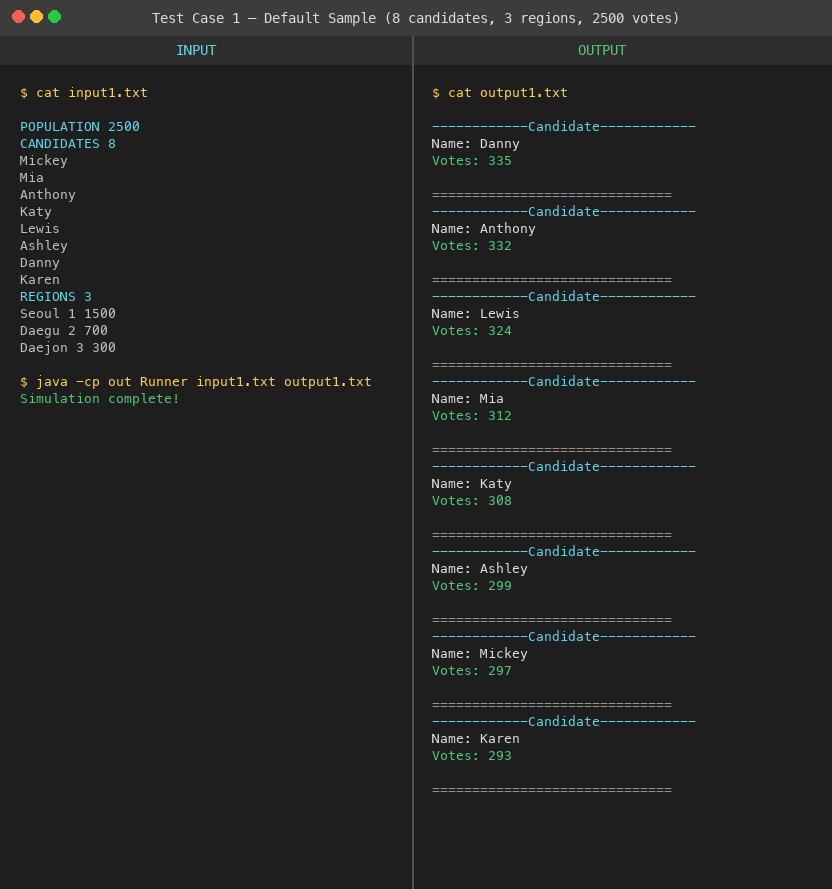 Test Case 1 — Default Sample (8 candidates, 3 regions, 2500 votes)
INPUT
$ cat input1.txt
POPULATION 2500
CANDIDATES 8
Mickey
Mia
Anthony
Katy
Lewis
Ashley
Danny
Karen
REGIONS 3
Seoul 1 1500
Daegu 2 700
Daejon 3 300
$ java -cp out Runner input1.txt output1.txt
Simulation complete!
OUTPUT
$ cat output1.txt
------------Candidate------------
Name: Danny
Votes: 335
==============================
------------Candidate------------
Name: Anthony
Votes: 332
==============================
------------Candidate------------
Name: Lewis
Votes: 324
==============================
------------Candidate------------
Name: Mia
Votes: 312
==============================
------------Candidate------------
Name: Katy
Votes: 308
==============================
------------Candidate------------
Name: Ashley
Votes: 299
==============================
------------Candidate------------
Name: Mickey
Votes: 297
==============================
------------Candidate------------
Name: Karen
Votes: 293
==============================